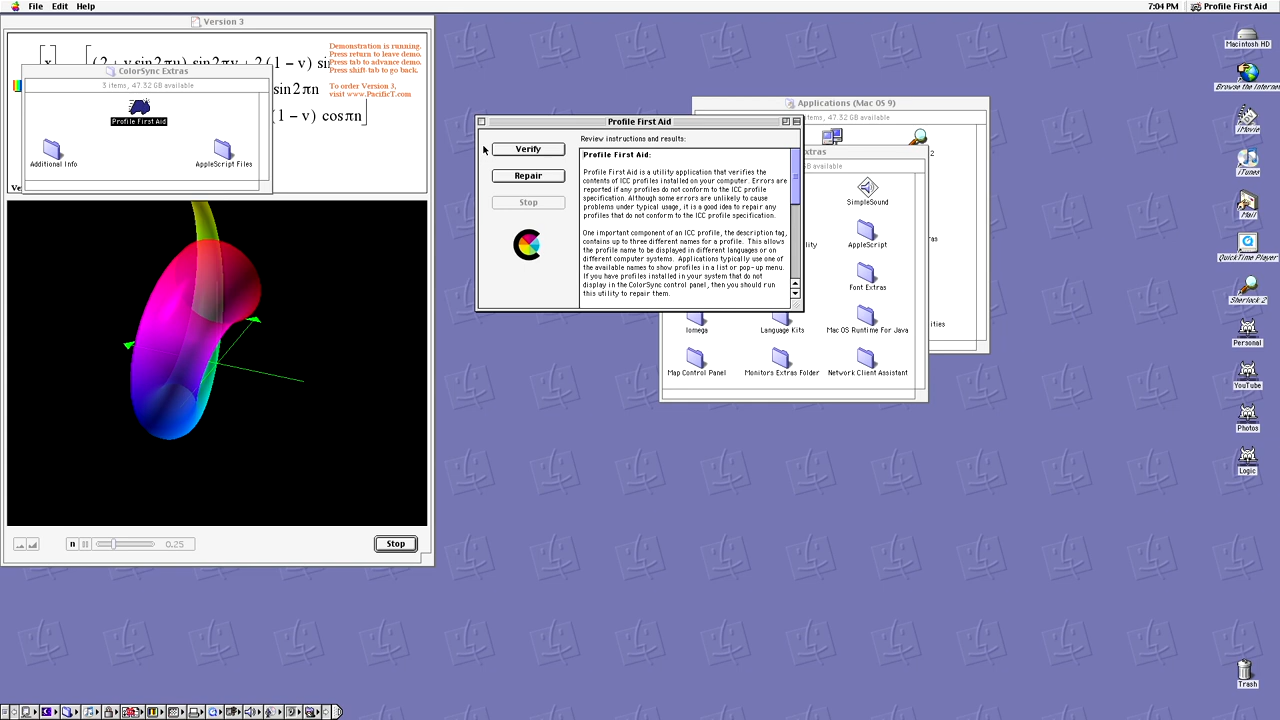 File Edit Help
7:04 PM Profile First Aid
Version 3
Demonstration is running.
Press return to leave demo.
Press tab to advance demo.
Press shift-tab to go back.
To order Version 3,
visit www.PacificT.com
(1 − v) cosπn
ColorSync Extras
3 items, 47.32 GB available
Profile First Aid
Additional Info
AppleScript Files
n
0.25
Stop
Profile First Aid
Verify
Repair
Stop
Review instructions and results:
Profile First Aid:
Profile First Aid is a utility application that verifies the
contents of ICC profiles installed on your computer. Errors are
reported if any profiles do not conform to the ICC profile
specification. Although some errors are unlikely to cause
problems under typical usage, it is a good idea to repair any
profiles that do not conform to the ICC profile specification.
One important component of an ICC profile, the description tag,
contains up to three different names for a profile. This allows
the profile name to be displayed in different languages or on
different computer systems. Applications typically use one of
the available names to show profiles in a list or pop-up menu.
If you have profiles installed in your system that do not
display in the ColorSync control panel, then you should run
this utility to repair them.
Applications (Mac OS 9)
items, 47.32 GB available
2
xtras
B available
SimpleSound
AppleScript
Font Extras
Iomega
Language Kits
Mac OS Runtime For Java
Map Control Panel
Monitors Extras Folder
Network Client Assistant
Macintosh HD
Browse the Internet
iMovie
iTunes
Mail
QuickTime Player
Sherlock 2
Personal
YouTube
Photos
Logic
Trash